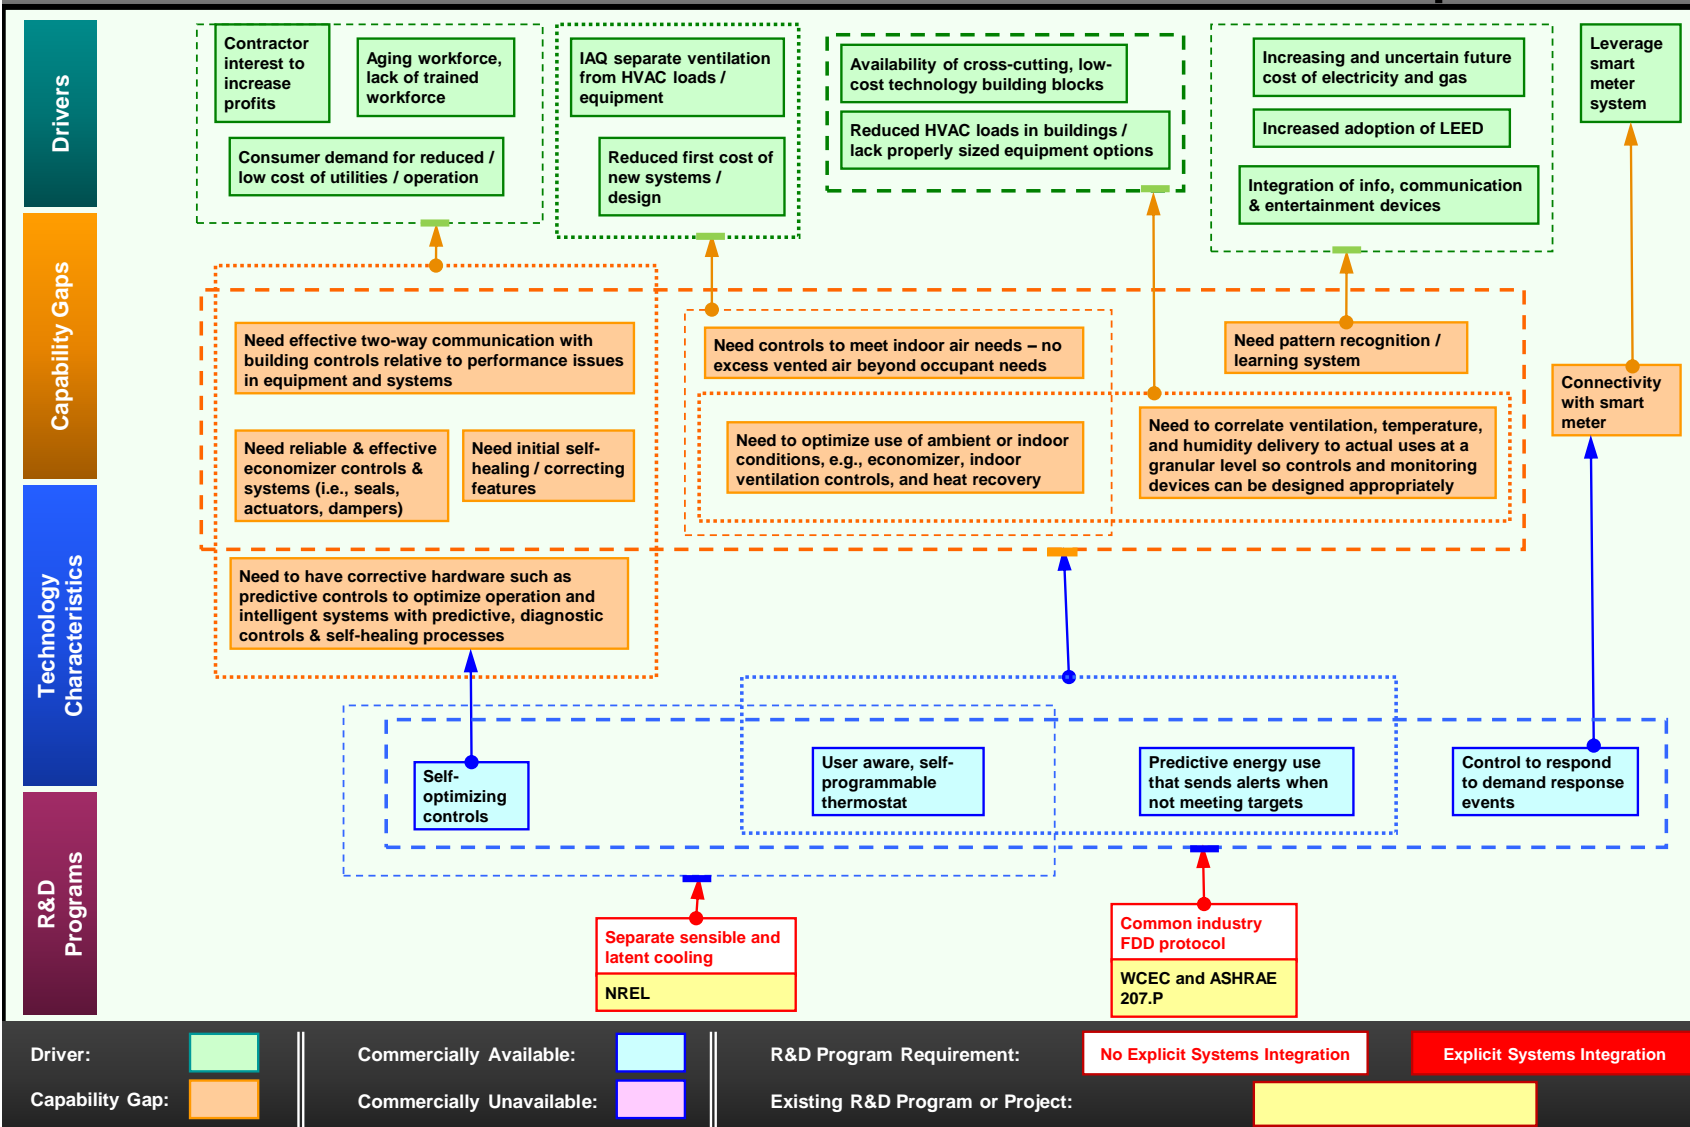 Drivers
Contractor
interest to
increase
profits
Aging workforce,
lack of trained
workforce
Consumer demand for reduced /
low cost of utilities / operation
IAQ separate ventilation
from HVAC loads /
equipment
Reduced first cost of
new systems /
design
Availability of cross-cutting, low-
cost technology building blocks
Reduced HVAC loads in buildings /
lack properly sized equipment options
Increasing and uncertain future
cost of electricity and gas
Increased adoption of LEED
Integration of info, communication
& entertainment devices
Leverage
smart
meter
system
Capability Gaps
Need effective two-way communication with
building controls relative to performance issues
in equipment and systems
Need reliable & effective
economizer controls &
systems (i.e., seals,
actuators, dampers)
Need initial self-
healing / correcting
features
Need controls to meet indoor air needs – no
excess vented air beyond occupant needs
Need to optimize use of ambient or indoor
conditions, e.g., economizer, indoor
ventilation controls, and heat recovery
Need pattern recognition /
learning system
Need to correlate ventilation, temperature,
and humidity delivery to actual uses at a
granular level so controls and monitoring
devices can be designed appropriately
Connectivity
with smart
meter
Need to have corrective hardware such as
predictive controls to optimize operation and
intelligent systems with predictive, diagnostic
controls & self-healing processes
Technology
Characteristics
Self-
optimizing
controls
User aware, self-
programmable
thermostat
Predictive energy use
that sends alerts when
not meeting targets
Control to respond
to demand response
events
R&D
Programs
Separate sensible and
latent cooling
NREL
Common industry
FDD protocol
WCEC and ASHRAE
207.P
Driver:
Capability Gap:
Commercially Available:
Commercially Unavailable:
R&D Program Requirement:
No Explicit Systems Integration
Explicit Systems Integration
Existing R&D Program or Project: